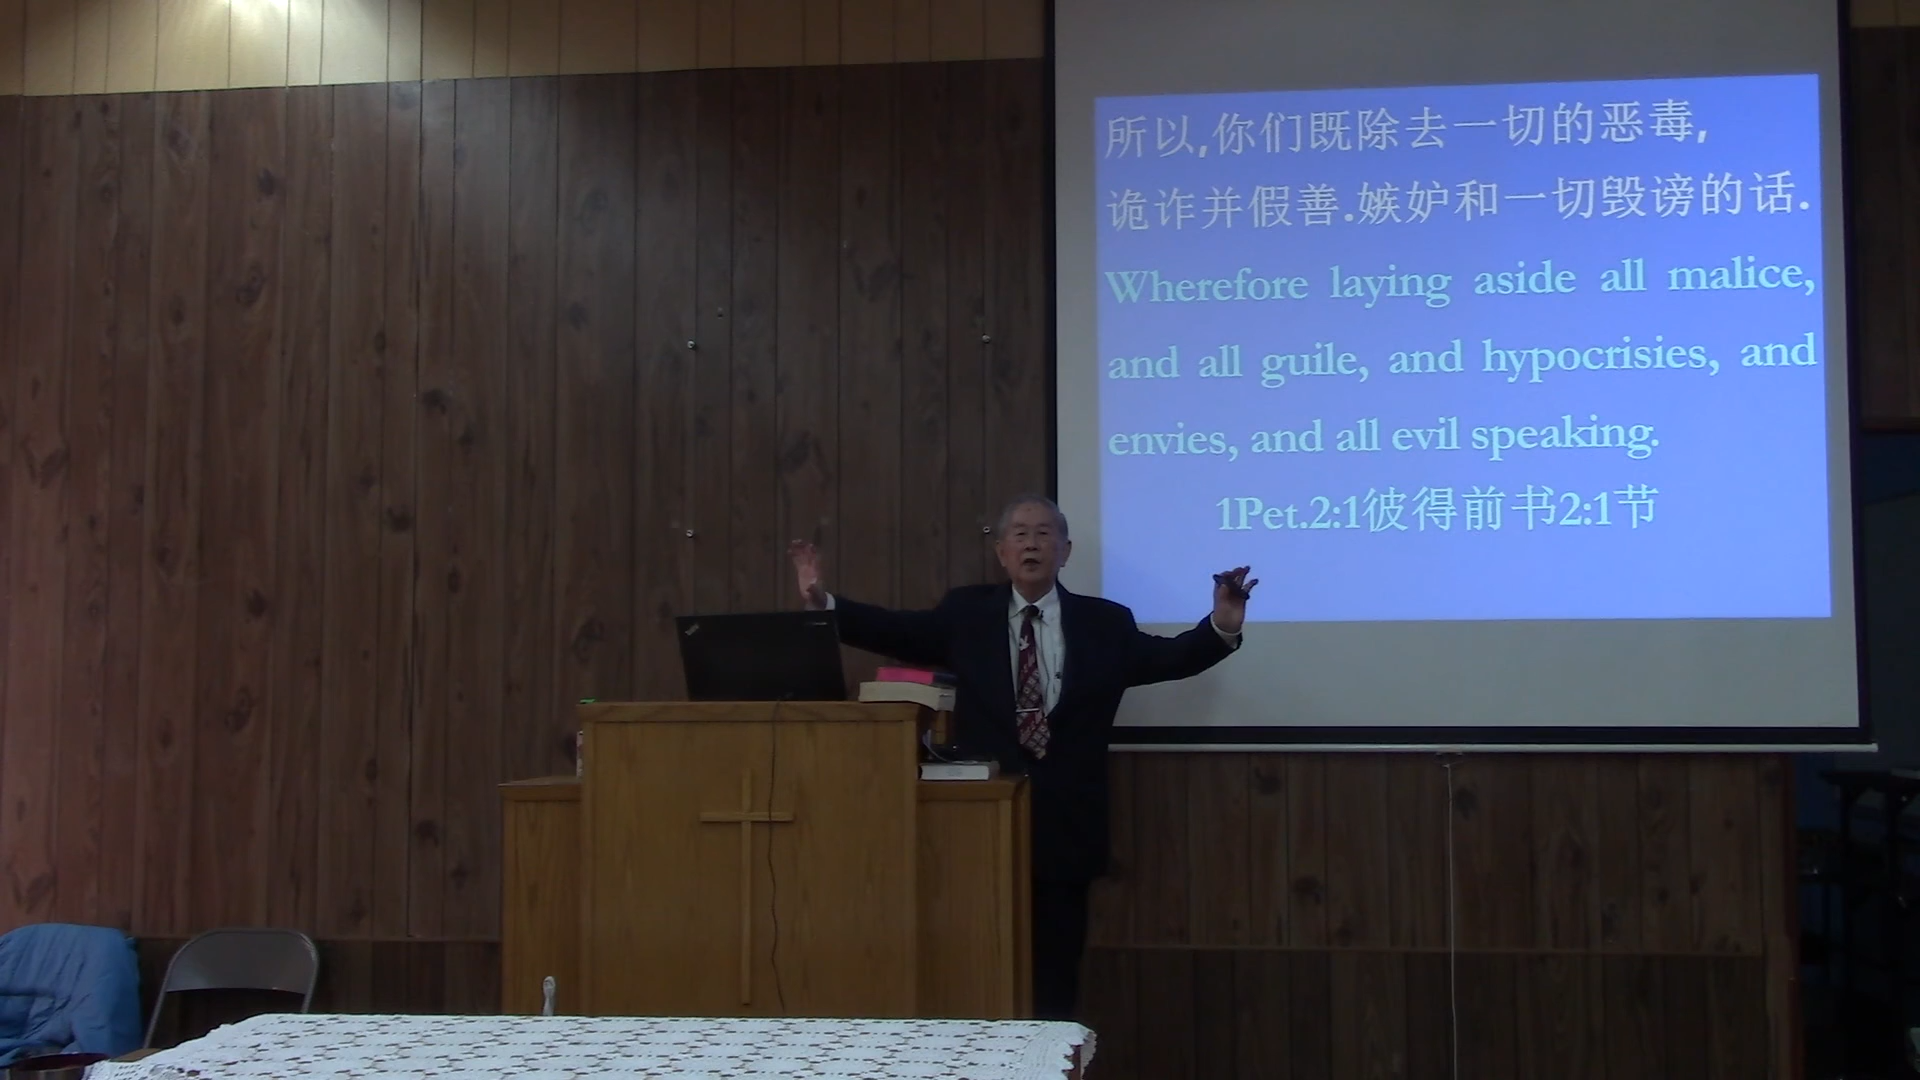 所以,你们既除去一切的恶毒,
诡诈并假善.嫉妒和一切毁谤的话.
Wherefore laying aside all malice,
and all guile, and hypocrisies, and
envies, and all evil speaking.
1Pet.2:1彼得前书2:1节